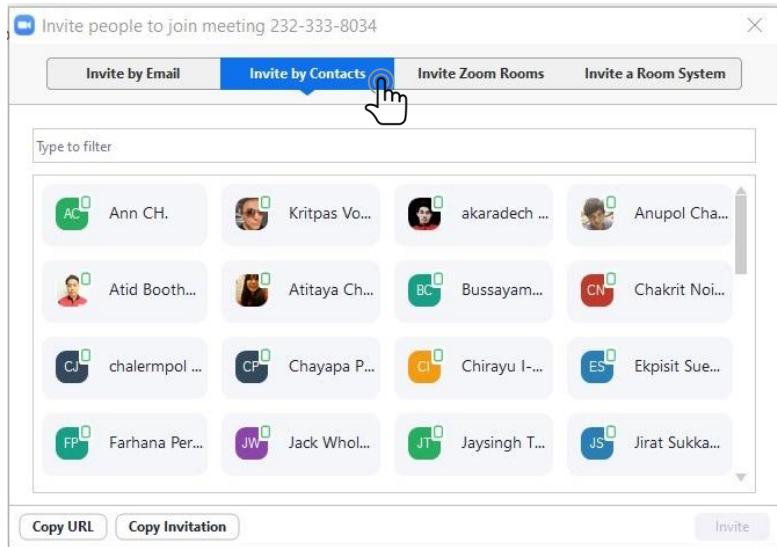 Invite people to join meeting 232-333-8034
Invite by Email Invite by Contacts Invite Zoom Rooms Invite a Room System
Type to filter
AC Ann CH. Kritpas Vo... akaradech ... Anupol Cha...
Atid Booth... Atitaya Ch... BC Bussayam... CN Chakrit Noi...
CJ chalermpol ... CP Chayapa P... CI Chirayu I-... ES Ekpisit Sue...
FP Farhana Per... JW Jack Whol... JT Jaysingh T... JS Jirat Sukka...
Copy URL Copy Invitation Invite